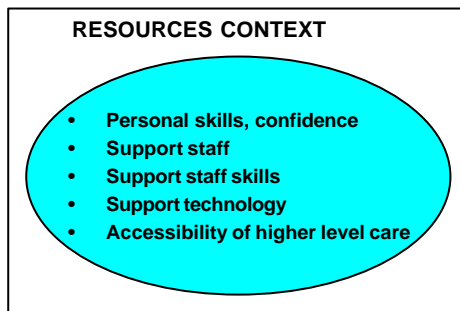 RESOURCES CONTEXT
• Personal skills, confidence
• Support staff
• Support staff skills
• Support technology
• Accessibility of higher level care